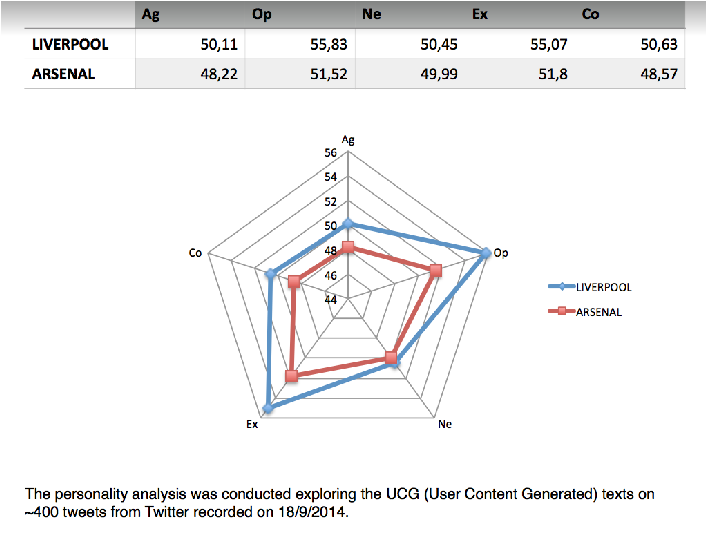 Ag Op Ne Ex Co
LIVERPOOL 50,11 55,83 50,45 55,07 50,63
ARSENAL 48,22 51,52 49,99 51,8 48,57
Ag
56
54
52
50
48
46
44
Co
Op
Ex
Ne
LIVERPOOL
ARSENAL
The personality analysis was conducted exploring the UCG (User Content Generated) texts on
~400 tweets from Twitter recorded on 18/9/2014.